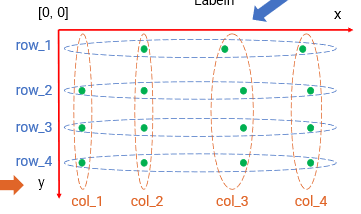 [0, 0]
x
row_1
row_2
row_3
row_4
y
col_1 col_2 col_3 col_4